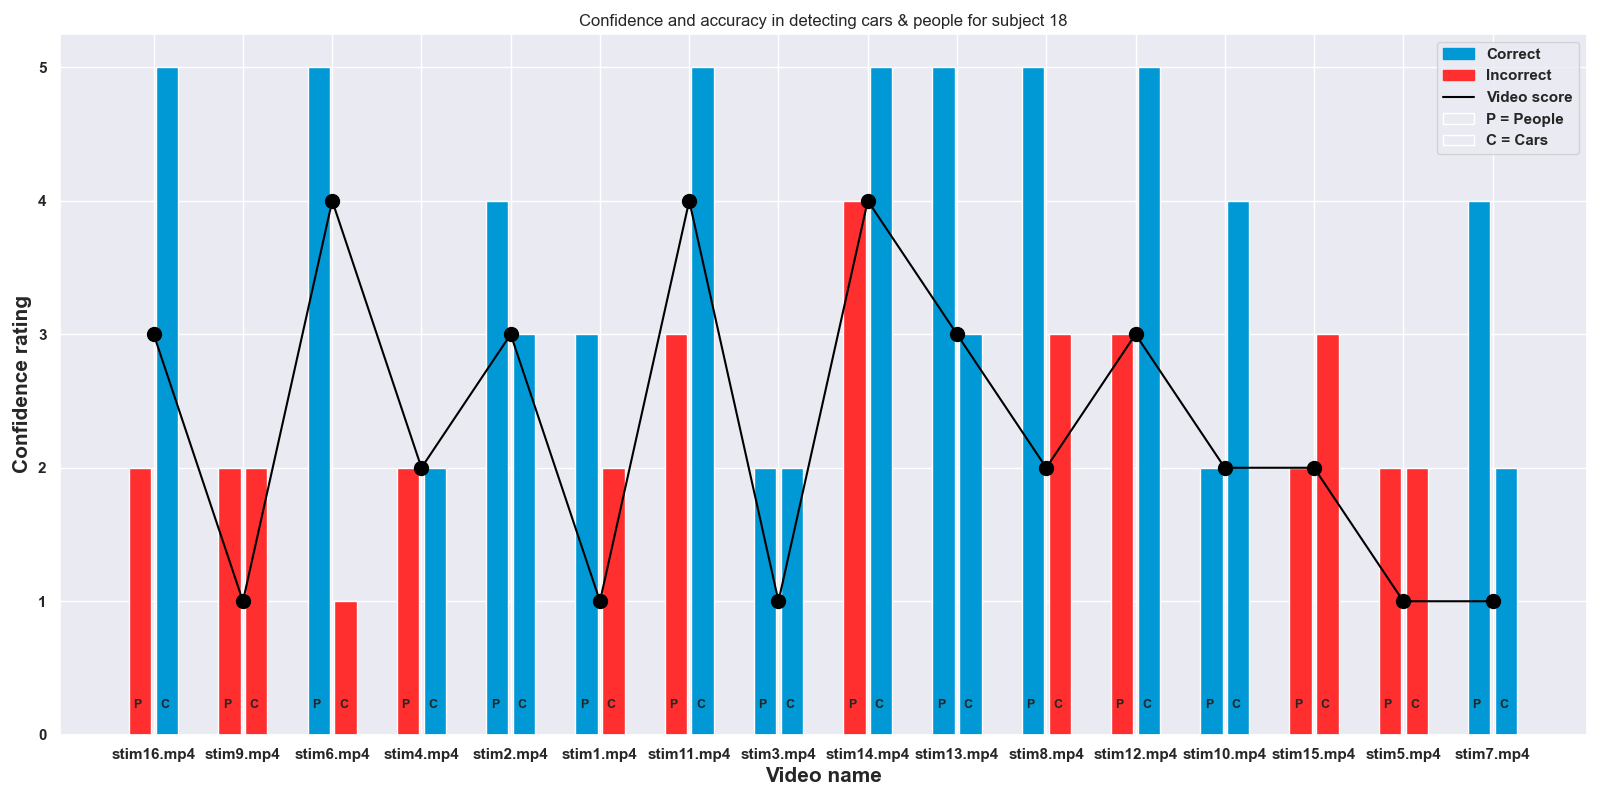 Confidence and accuracy in detecting cars & people for subject 18
Correct
Incorrect
Video score
P = People
C = Cars
Confidence rating
5
4
3
2
1
0
P C P C P C P C P C P C P C P C P C P C P C P C P C P C P C P C
stim16.mp4 stim9.mp4 stim6.mp4 stim4.mp4 stim2.mp4 stim1.mp4 stim11.mp4 stim3.mp4 stim14.mp4 stim13.mp4 stim8.mp4 stim12.mp4 stim10.mp4 stim15.mp4 stim5.mp4 stim7.mp4
Video name